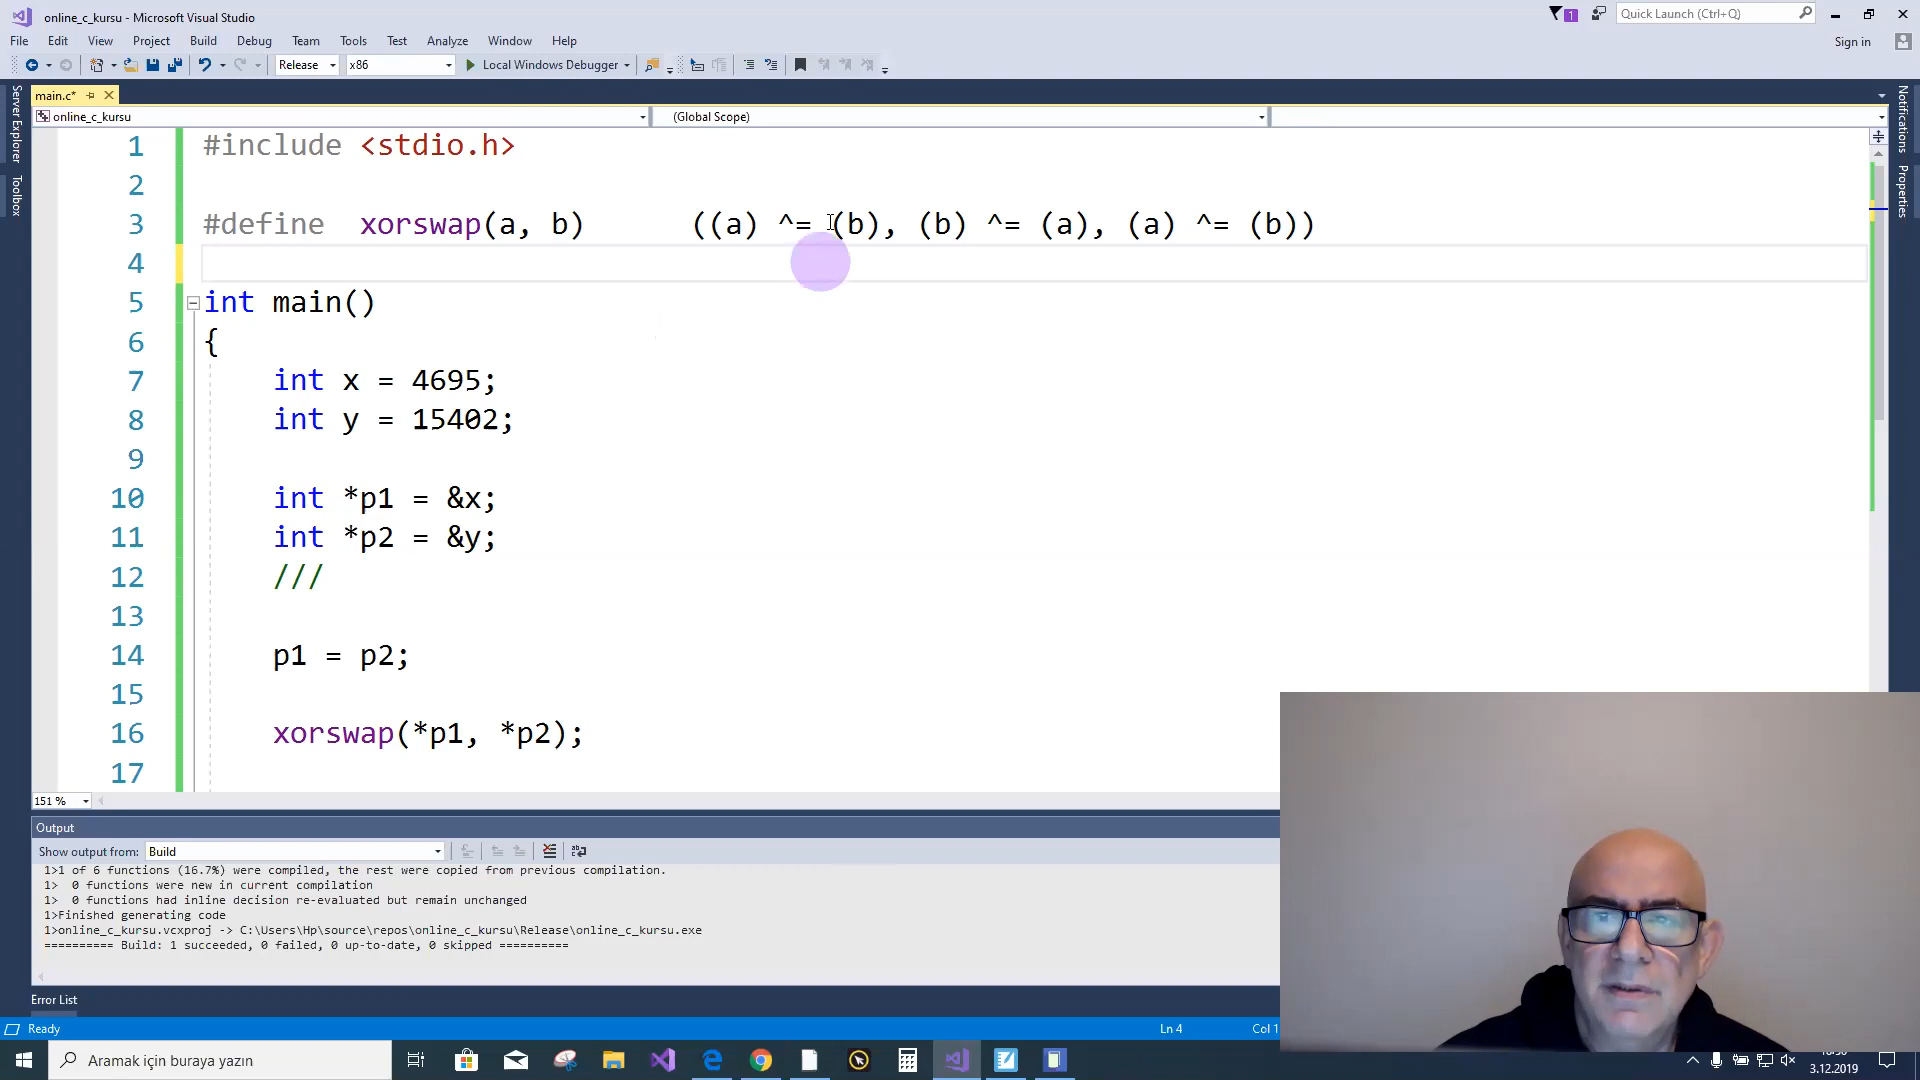 online_c_kursu - Microsoft Visual Studio
1
Quick Launch (Ctrl+Q)
File Edit View Project Build Debug Team Tools Test Analyze Window Help
Sign in
Release x86 Local Windows Debugger
Server Explorer
Toolbox
Notifications
Properties
main.c*
online_c_kursu (Global Scope)
1 #include <stdio.h>
2
3 #define xorswap(a, b) ((a) ^= (b), (b) ^= (a), (a) ^= (b))
4
5 int main()
6 {
7 int x = 4695;
8 int y = 15402;
9
10 int *p1 = &x;
11 int *p2 = &y;
12 ///
13
14 p1 = p2;
15
16 xorswap(*p1, *p2);
17
151 %
Output
Show output from: Build
1>1 of 6 functions (16.7%) were compiled, the rest were copied from previous compilation.
1> 0 functions were new in current compilation
1> 0 functions had inline decision re-evaluated but remain unchanged
1>Finished generating code
1>online_c_kursu.vcxproj -> C:\Users\Hp\source\repos\online_c_kursu\Release\online_c_kursu.exe
========== Build: 1 succeeded, 0 failed, 0 up-to-date, 0 skipped ==========
Error List
Ready Ln 4 Col 1
Aramak için buraya yazın
3.12.2019